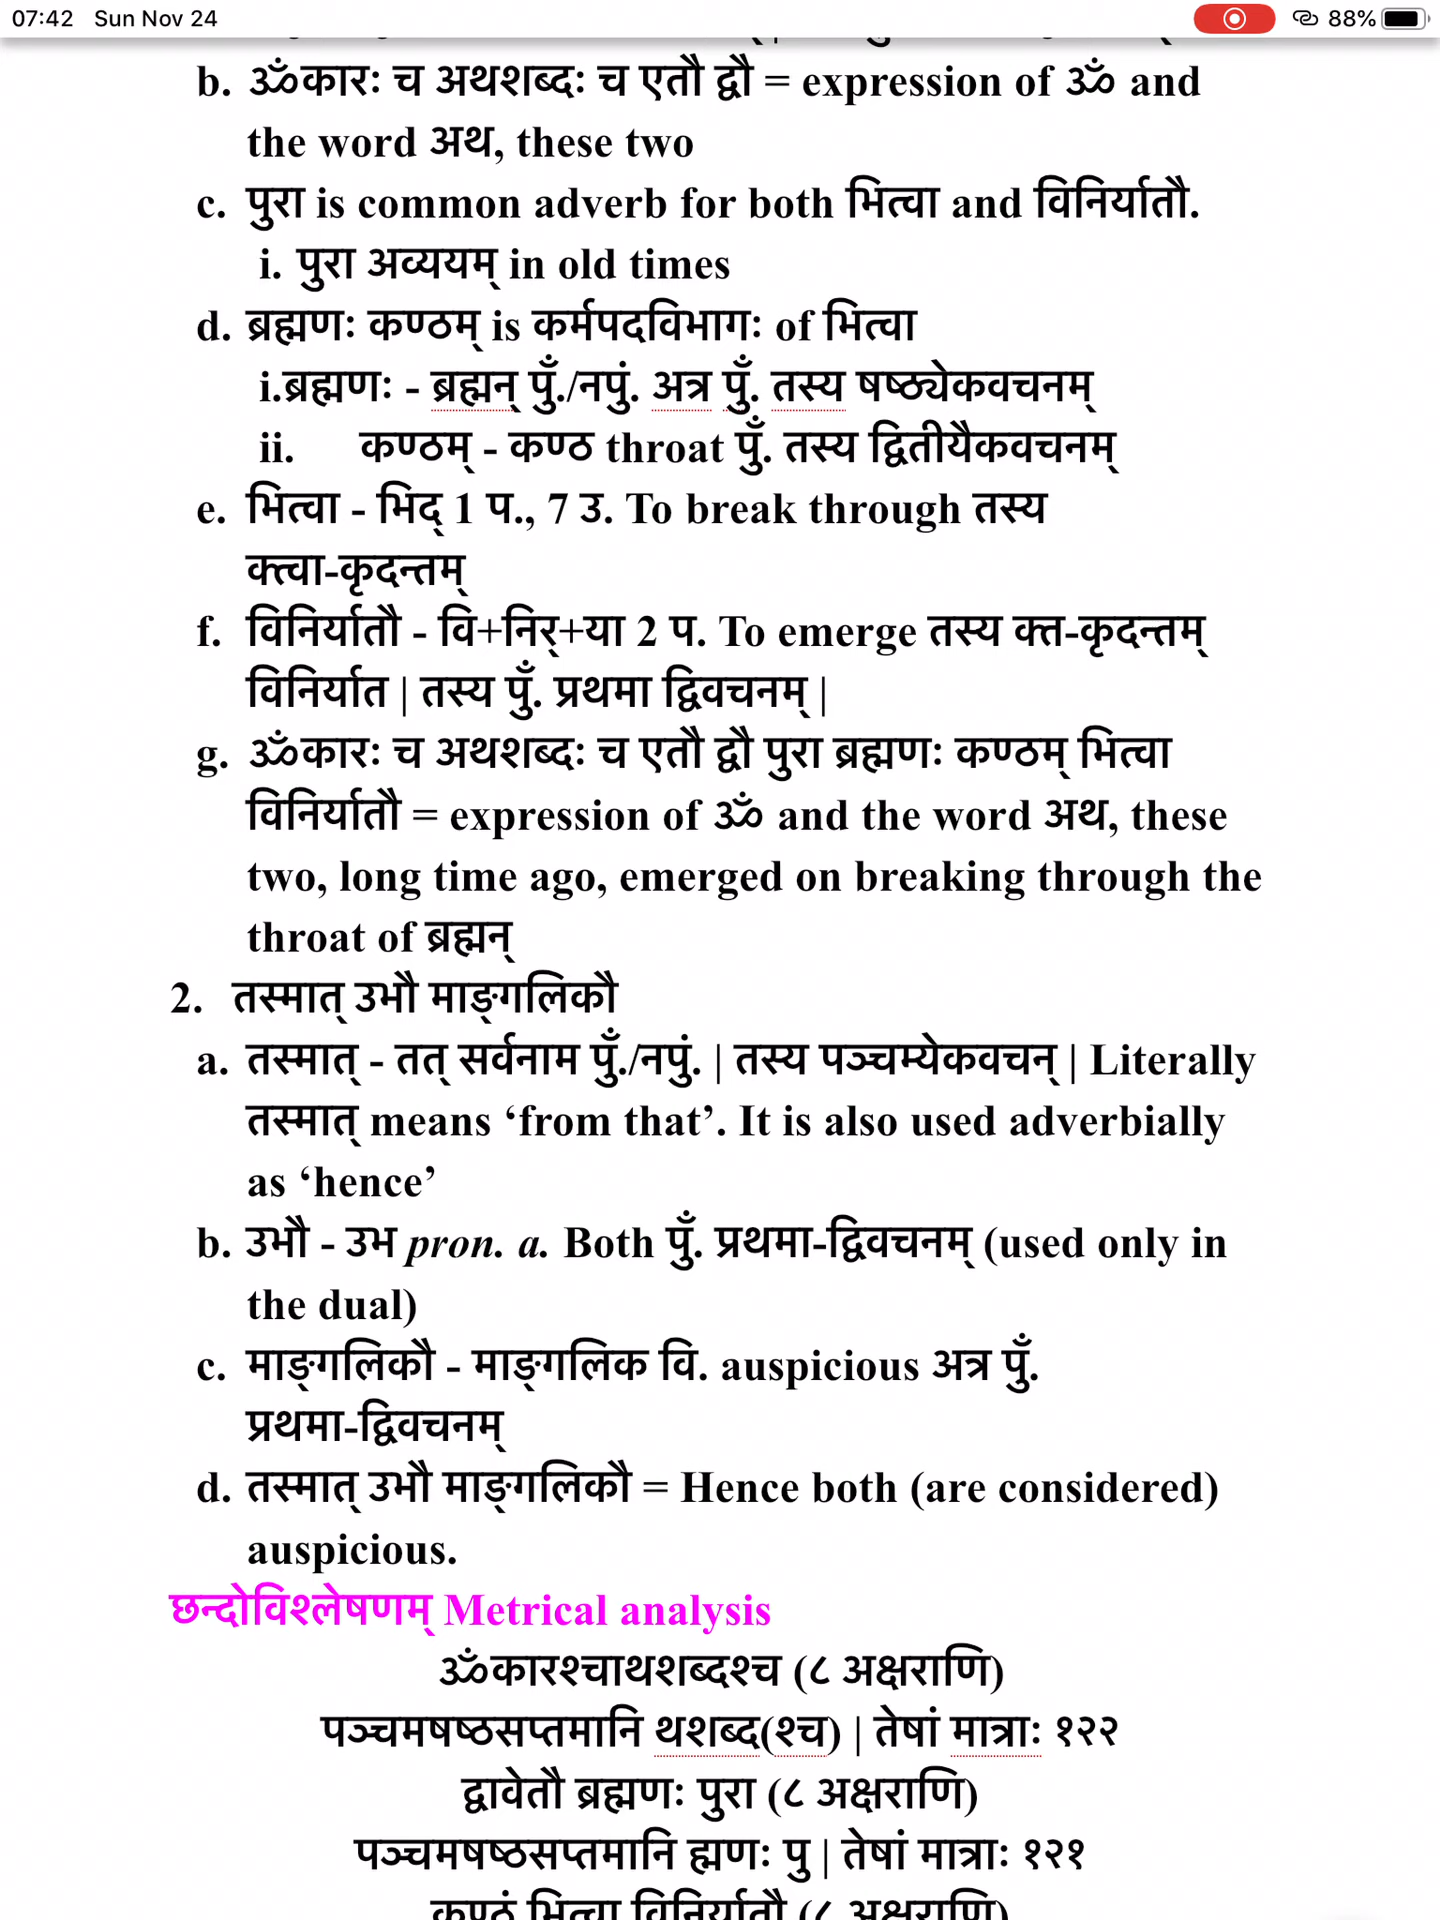 07:42 Sun Nov 24 88%
b. ॐकारः च अथशब्दः च एतौ द्वौ = expression of ॐ and
the word अथ, these two
c. पुरा is common adverb for both भित्वा and विनिर्यातौ.
i. पुरा अव्ययम् in old times
d. ब्रह्मणः कण्ठम् is कर्मपदविभागः of भित्वा
i.ब्रह्मणः - ब्रह्मन् पुँ./नपुं. अत्र पुँ. तस्य षष्ठ्येकवचनम्
ii. कण्ठम् - कण्ठ throat पुँ. तस्य द्वितीयैकवचनम्
e. भित्वा - भिद् 1 प., 7 उ. To break through तस्य
क्त्वा-कृदन्तम्
f. विनिर्यातौ - वि+निर्+या 2 प. To emerge तस्य क्त-कृदन्तम्
विनिर्यात | तस्य पुँ. प्रथमा द्विवचनम् |
g. ॐकारः च अथशब्दः च एतौ द्वौ पुरा ब्रह्मणः कण्ठम् भित्वा
विनिर्यातौ = expression of ॐ and the word अथ, these
two, long time ago, emerged on breaking through the
throat of ब्रह्मन्
2. तस्मात् उभौ माङ्गलिकौ
a. तस्मात् - तत् सर्वनाम पुँ./नपुं. | तस्य पञ्चम्येकवचन् | Literally
तस्मात् means ‘from that’. It is also used adverbially
as ‘hence’
b. उभौ - उभ pron. a. Both पुँ. प्रथमा-द्विवचनम् (used only in
the dual)
c. माङ्गलिकौ - माङ्गलिक वि. auspicious अत्र पुँ.
प्रथमा-द्विवचनम्
d. तस्मात् उभौ माङ्गलिकौ = Hence both (are considered)
auspicious.
छन्दोविश्लेषणम् Metrical analysis
ॐकारश्चाथशब्दश्च (८ अक्षराणि)
पञ्चमषष्ठसप्तमानि थशब्द(श्च) | तेषां मात्राः १२२
द्वावेतौ ब्रह्मणः पुरा (८ अक्षराणि)
पञ्चमषष्ठसप्तमानि ह्मणः पु | तेषां मात्राः १२१
कण्ठं भित्वा विनिर्यातौ (८ अक्षराणि)